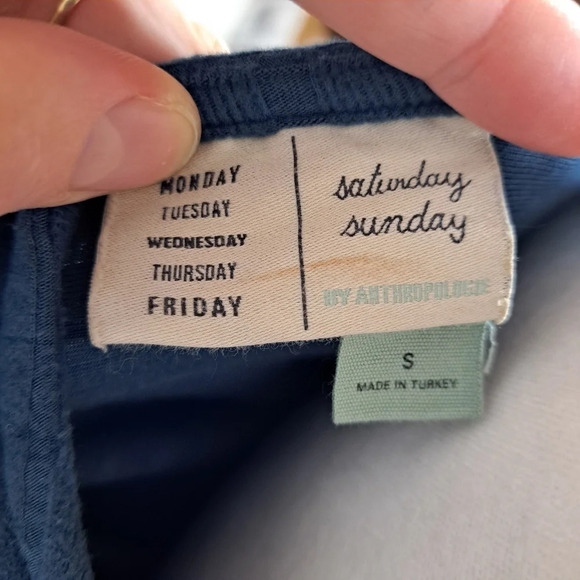 MONDAY
TUESDAY
WEDNESDAY
THURSDAY
FRIDAY
saturday
sunday
BY ANTHROPOLOGIE
S
MADE IN TURKEY